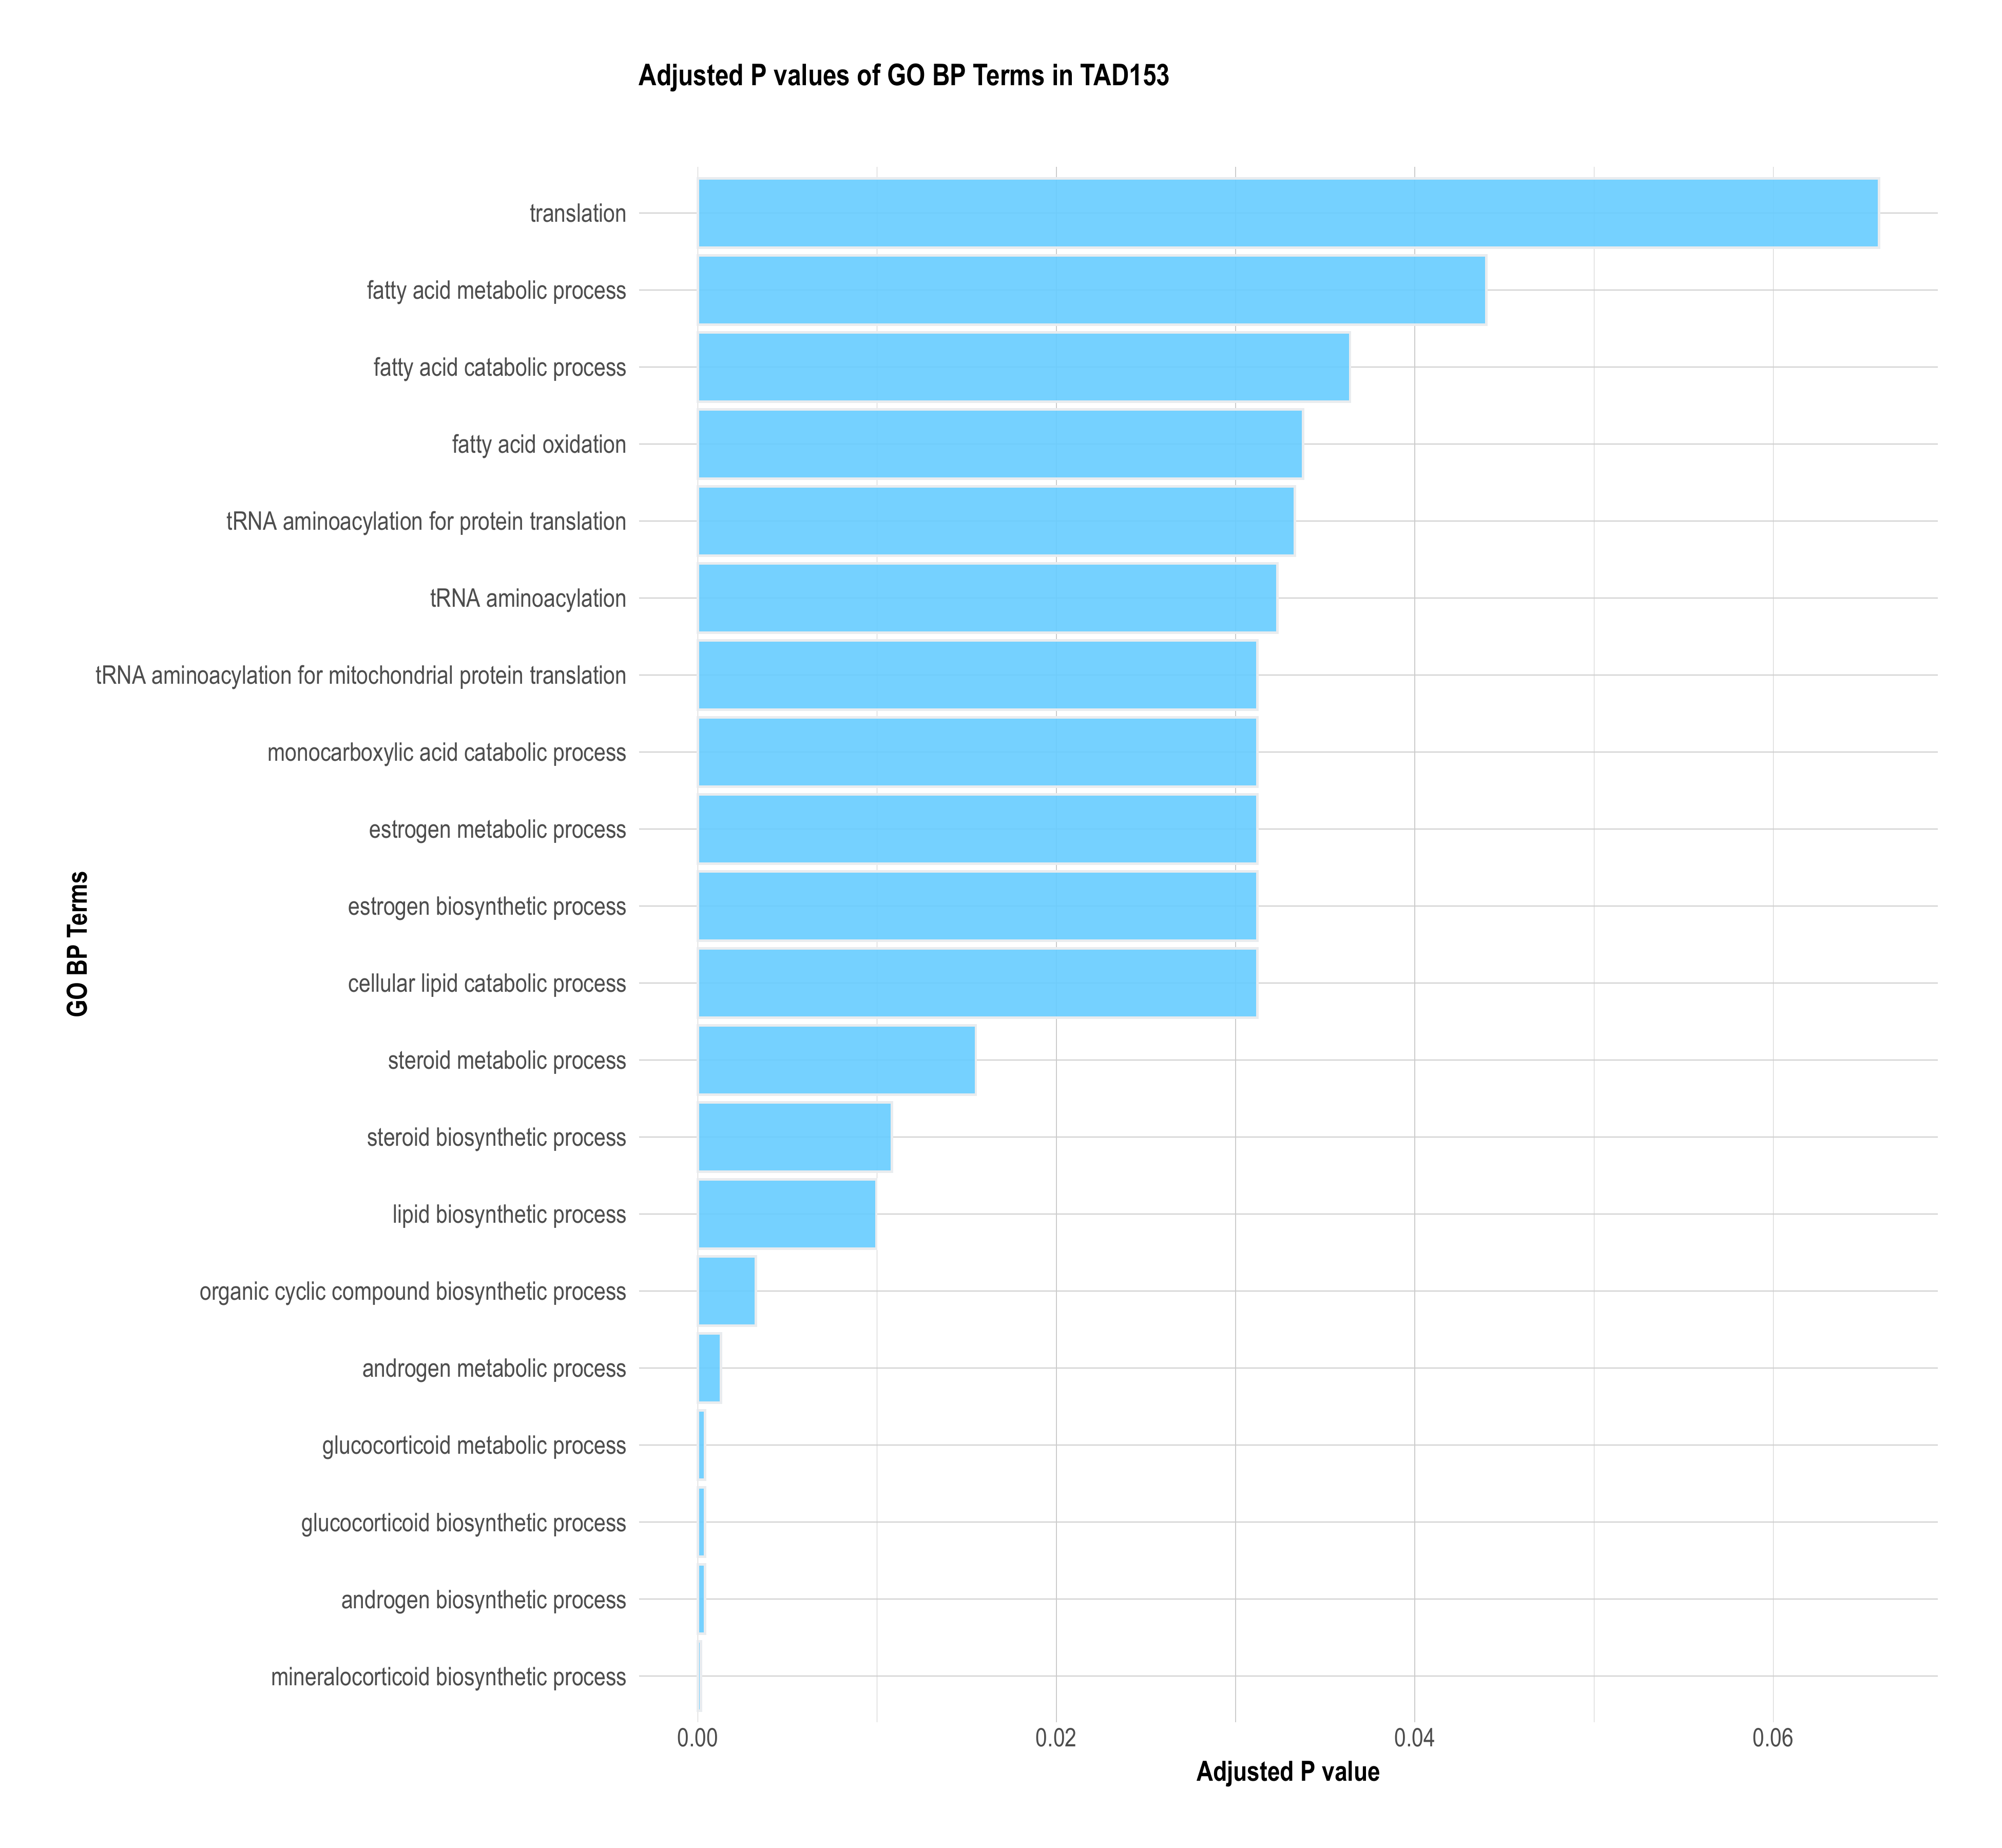 Adjusted P values of GO BP Terms in TAD153
translation
fatty acid metabolic process
fatty acid catabolic process
fatty acid oxidation
tRNA aminoacylation for protein translation
tRNA aminoacylation
tRNA aminoacylation for mitochondrial protein translation
monocarboxylic acid catabolic process
estrogen metabolic process
estrogen biosynthetic process
cellular lipid catabolic process
steroid metabolic process
steroid biosynthetic process
lipid biosynthetic process
organic cyclic compound biosynthetic process
androgen metabolic process
glucocorticoid metabolic process
glucocorticoid biosynthetic process
androgen biosynthetic process
mineralocorticoid biosynthetic process
GO BP Terms
0.00 0.02 0.04 0.06
Adjusted P value